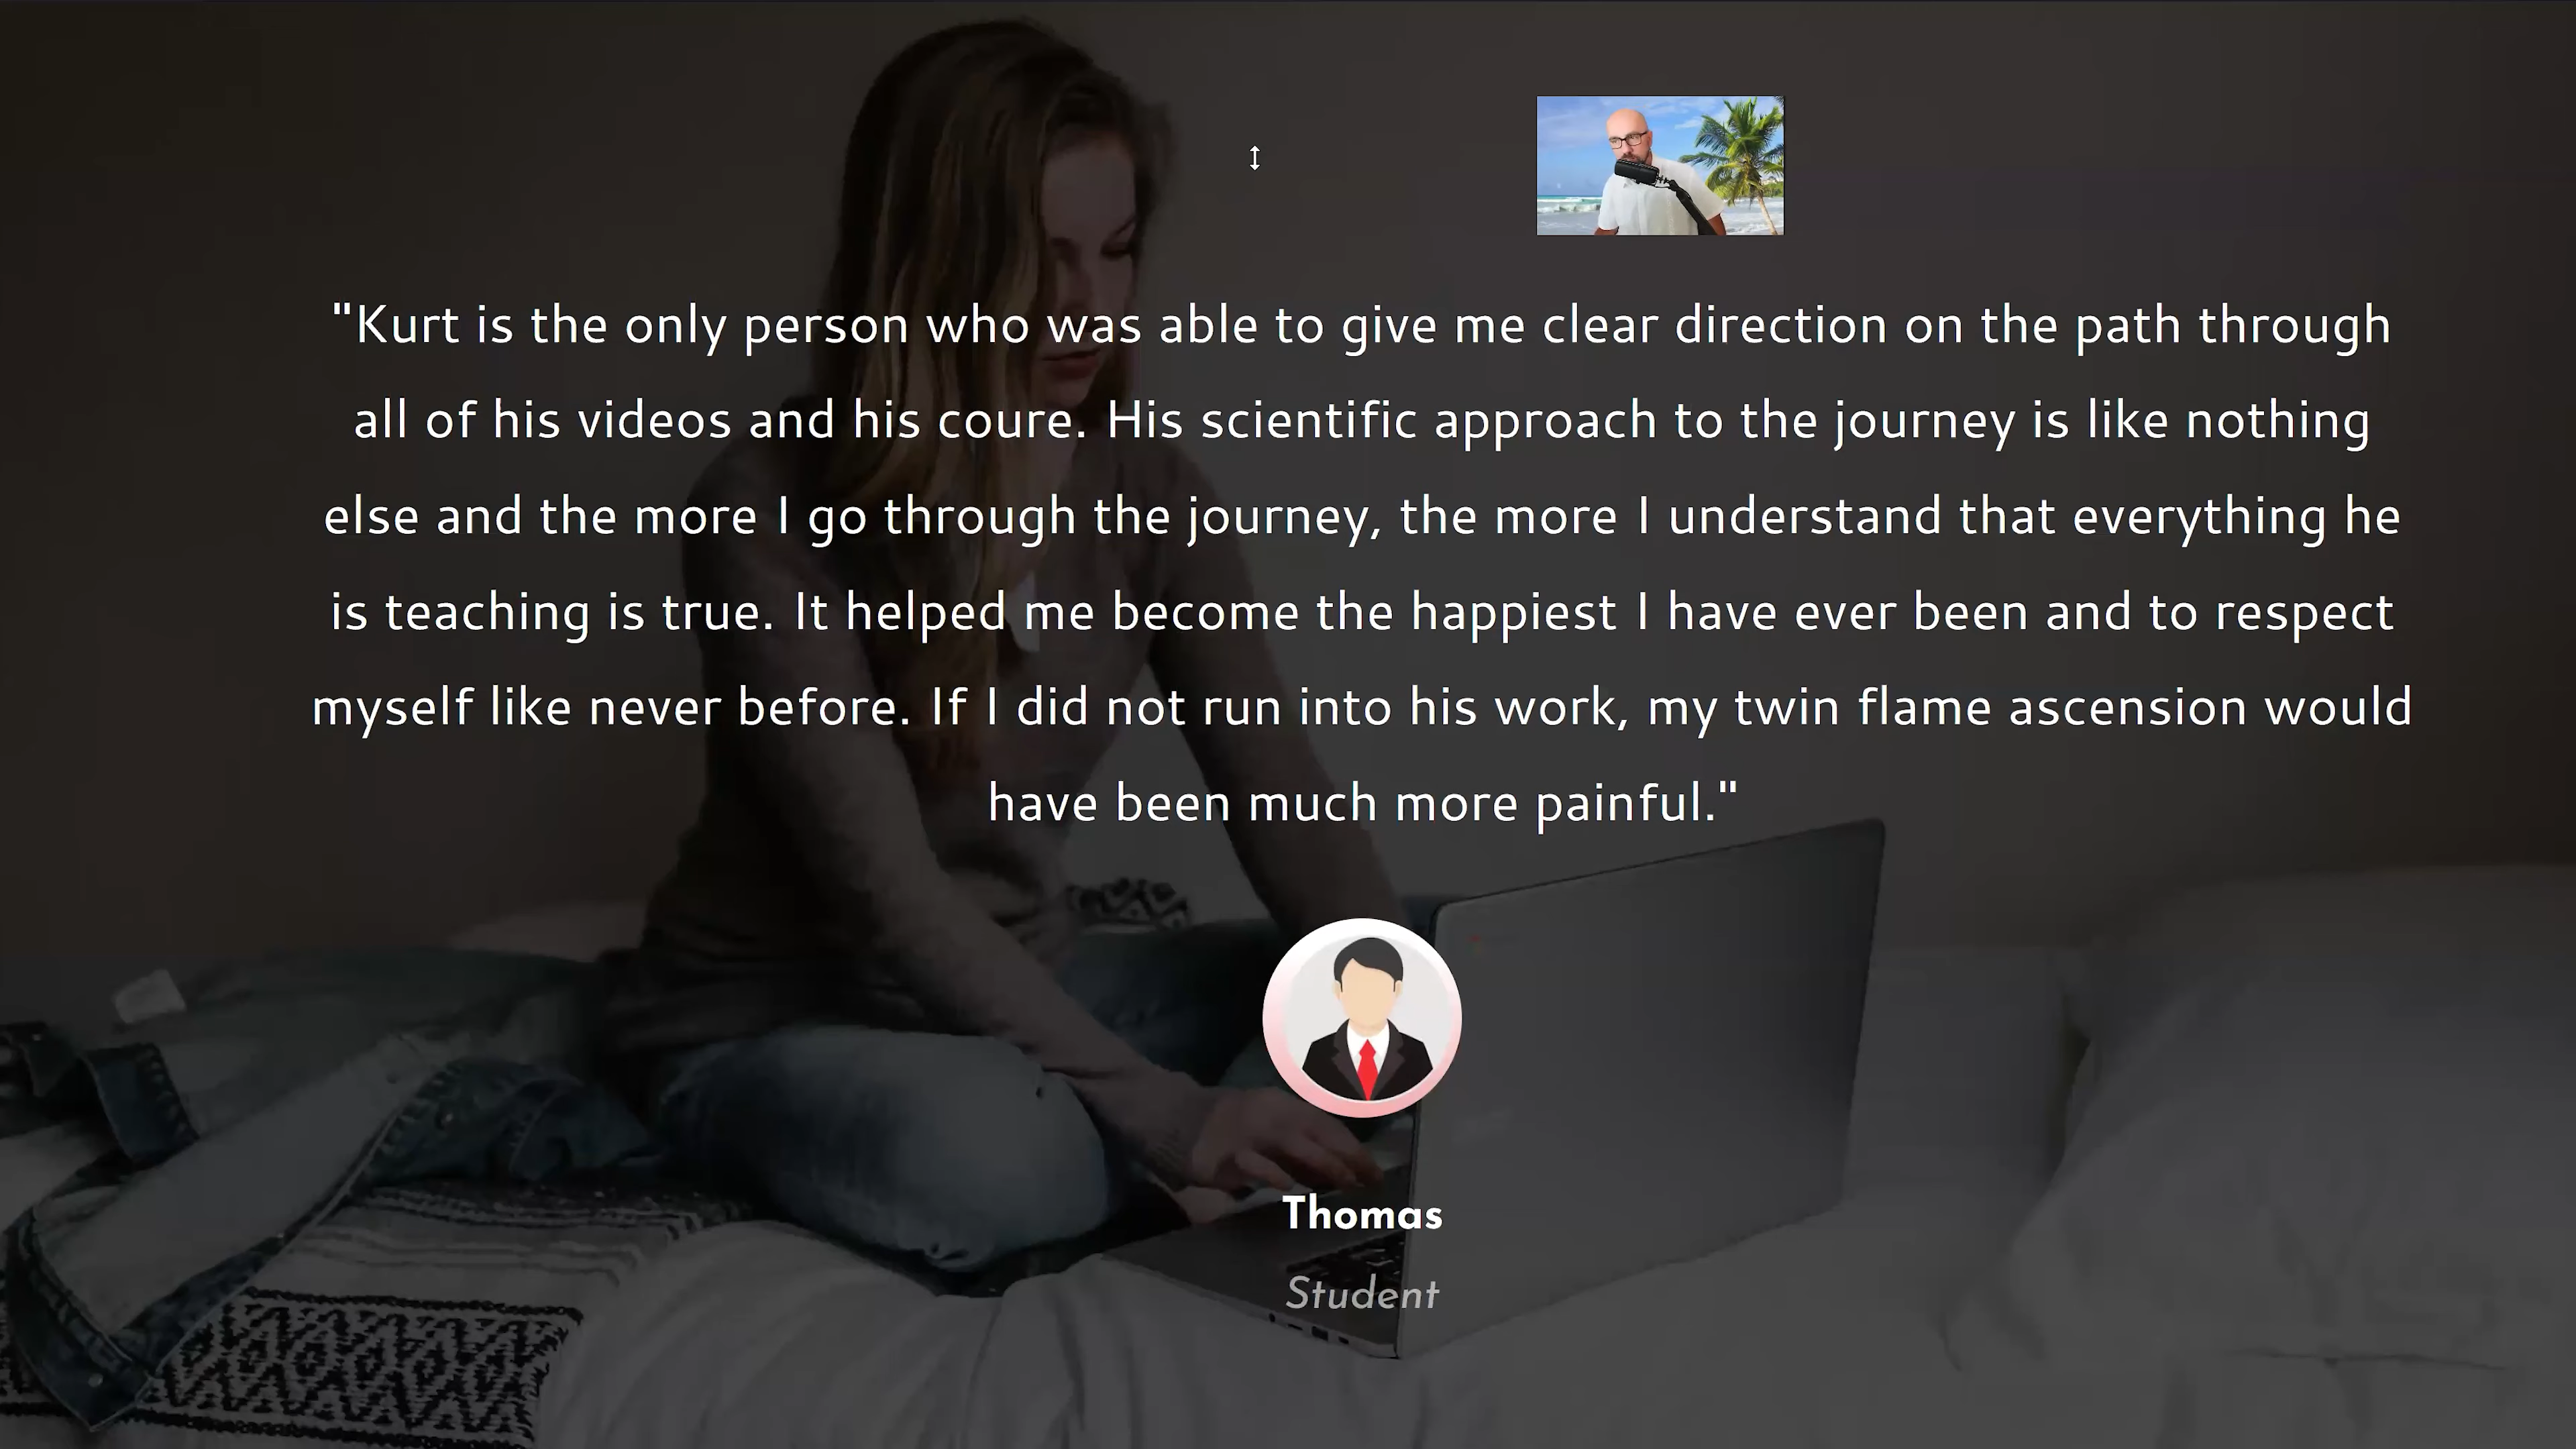 "Kurt is the only person who was able to give me clear direction on the path through
all of his videos and his coure. His scientific approach to the journey is like nothing
else and the more I go through the journey, the more I understand that everything he
is teaching is true. It helped me become the happiest I have ever been and to respect
myself like never before. If I did not run into his work, my twin flame ascension would
have been much more painful."
Thomas
Student